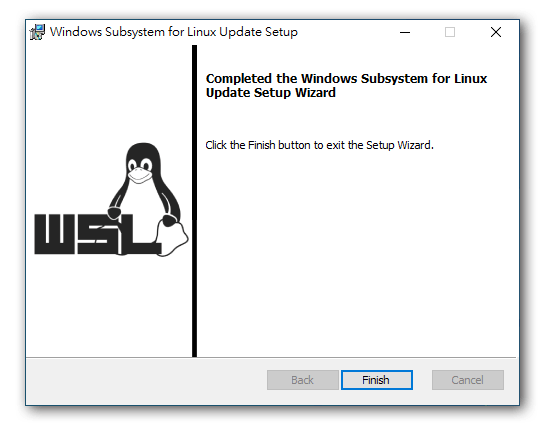 Windows Subsystem for Linux Update Setup
Completed the Windows Subsystem for Linux
Update Setup Wizard
Click the Finish button to exit the Setup Wizard.
WSL
Back
Finish
Cancel